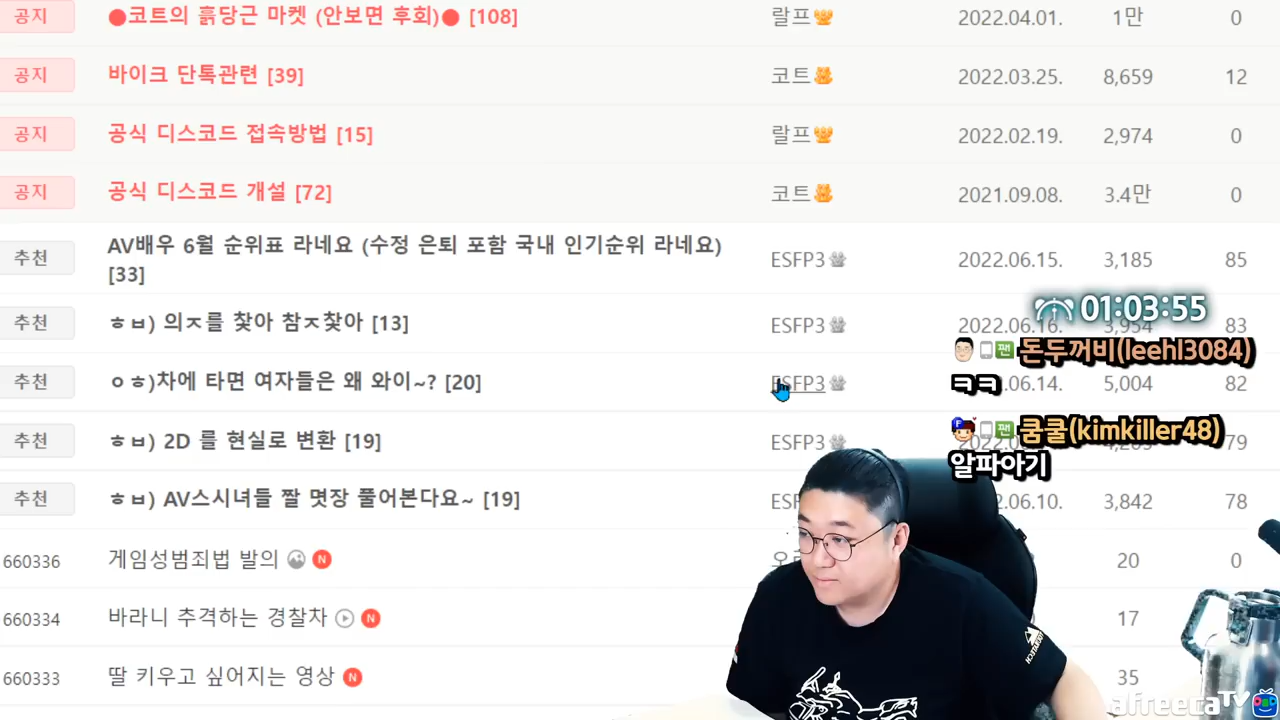 공지 ●코트의 흙당근 마켓 (안보면 후회)● [108] 랄프 2022.04.01. 1만 0
공지 바이크 단톡관련 [39] 코트 2022.03.25. 8,659 12
공지 공식 디스코드 접속방법 [15] 랄프 2022.02.19. 2,974 0
공지 공식 디스코드 개설 [72] 코트 2021.09.08. 3.4만 0
추천 AV배우 6월 순위표 라네요 (수정 은퇴 포함 국내 인기순위 라네요) [33] ESFP3 2022.06.15. 3,185 85
01:03:55
추천 ㅎㅂ) 의ㅈ를 찾아 참ㅈ찾아 [13] ESFP3 2022.06.16. 3,954 83
돈두꺼비(leehl3084)
추천 ㅇㅎ)차에 타면 여자들은 왜 와이~? [20] ESFP3 .06.14. 5,004 82
ㅋㅋ
추천 ㅎㅂ) 2D 를 현실로 변환 [19] ESFP3 79
쿰쿨(kimkiller48)
알파아기
추천 ㅎㅂ) AV스시녀들 짤 몇장 풀어본다요~ [19] .06.10. 3,842 78
660336 게임성범죄법 발의 N 20 0
660334 바라니 추격하는 경찰차 N 17
660333 딸 키우고 싶어지는 영상 N 35
afreecaTV